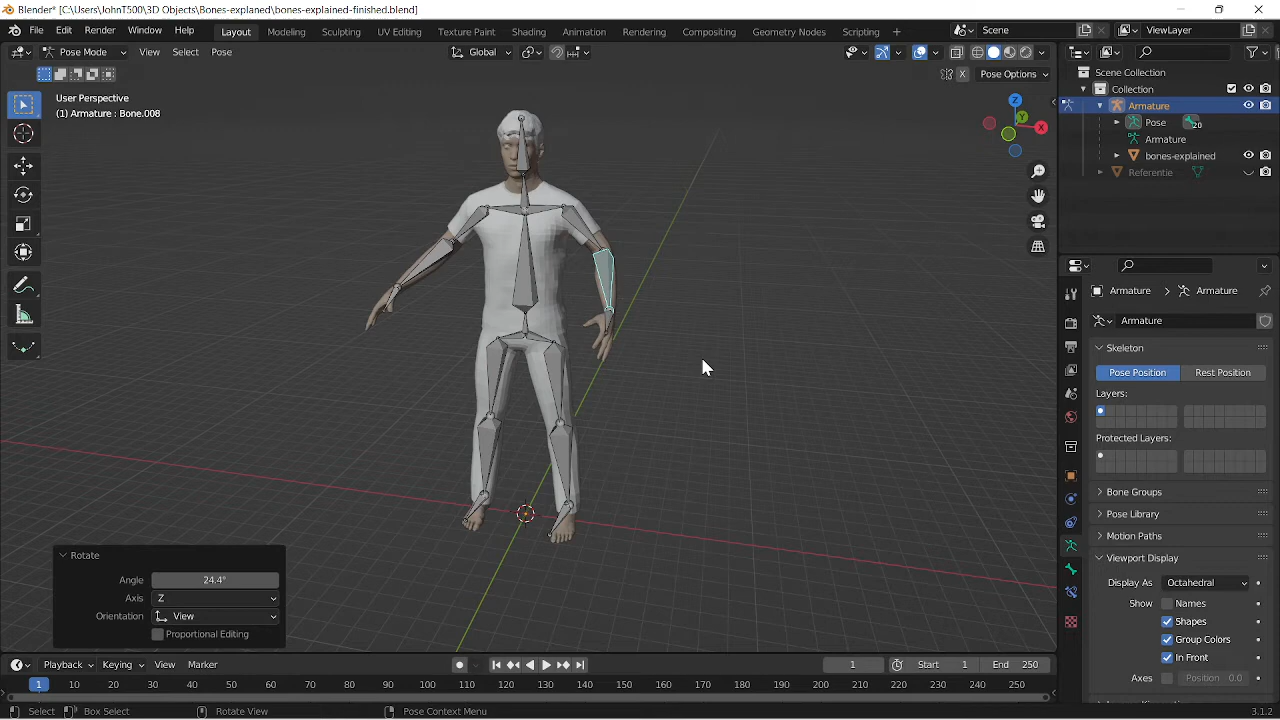 Blender* [C:\Users\IohnT500\3D Objects\Bones-explaned\bones-explained-finished.blend]
File Edit Render Window Help Layout Modeling Sculpting UV Editing Texture Paint Shading Animation Rendering Compositing Geometry Nodes Scripting Scene ViewLayer
Pose Mode View Select Pose Global
X Pose Options
User Perspective
(1) Armature : Bone.008
Scene Collection
Collection
Armature
Pose 20
Armature
bones-explained
Referentie
Z
Y
X
Armature > Armature
Armature
Skeleton
Pose Position Rest Position
Layers:
Protected Layers:
Bone Groups
Pose Library
Motion Paths
Viewport Display
Display As Octahedral
Show Names
Shapes
Group Colors
In Front
Axes Position 0.0
Rotate
Angle 24.4°
Axis Z
Orientation View
Proportional Editing
Playback Keying View Marker 1 Start 1 End 250
1 10 20 30 40 50 60 70 80 90 100 110 120 130 140 150 160 170 180 190 200 210 220 230 240 250
Select Box Select Rotate View Pose Context Menu 3.1.2